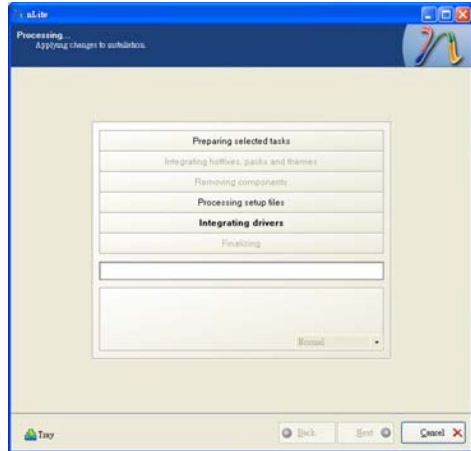 nLite
Processing...
Applying changes to installation.
Preparing selected tasks
Integrating hotfixes, packs and themes
Removing components
Processing setup files
Integrating drivers
Finalizing
Normal
Tray
Back
Next
Cancel